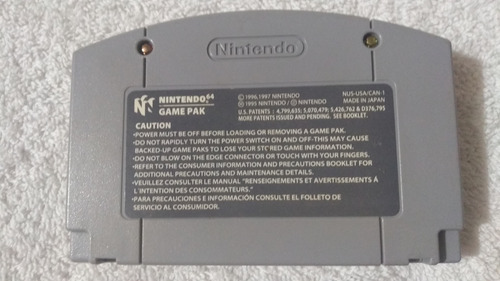 Nintendo
NINTENDO 64
GAME PAK
©1996,1997 NINTENDO
1995 NINTENDO / © NINTENDO
NUS-USA/CAN-1
MADE IN JAPAN
U.S. PATENTS : 4,799,635; 5,070,479; 5,426,762 & D376,795
MORE PATENTS ISSUED AND PENDING. SEE BOOKLET.
CAUTION
•POWER MUST BE OFF BEFORE LOADING OR REMOVING A GAME PAK.
•DO NOT RAPIDLY TURN THE POWER SWITCH ON AND OFF-THIS MAY CAUSE
BACKED-UP GAME PAKS TO LOSE YOUR STORED GAME INFORMATION.
•DO NOT BLOW ON THE EDGE CONNECTOR OR TOUCH WITH YOUR FINGERS.
•REFER TO THE CONSUMER INFORMATION AND PRECAUTIONS BOOKLET FOR
ADDITIONAL PRECAUTIONS AND MAINTENANCE DETAILS.
•VEUILLEZ CONSULTER LE MANUEL "RENSEIGNEMENTS ET AVERTISSEMENTS À
L'INTENTION DES CONSOMMATEURS."
•PARA PRECAUCIONES E INFORMACIÓN CONSULTE EL FOLLETO DE
SERVICIO AL CONSUMIDOR.